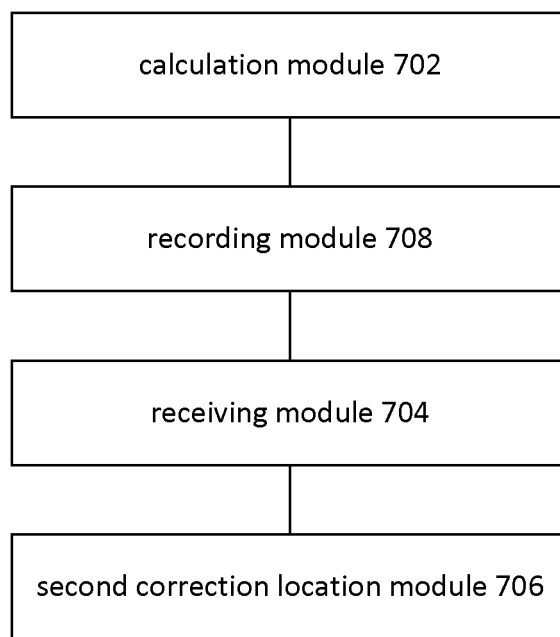 calculation module 702
recording module 708
receiving module 704
second correction location module 706